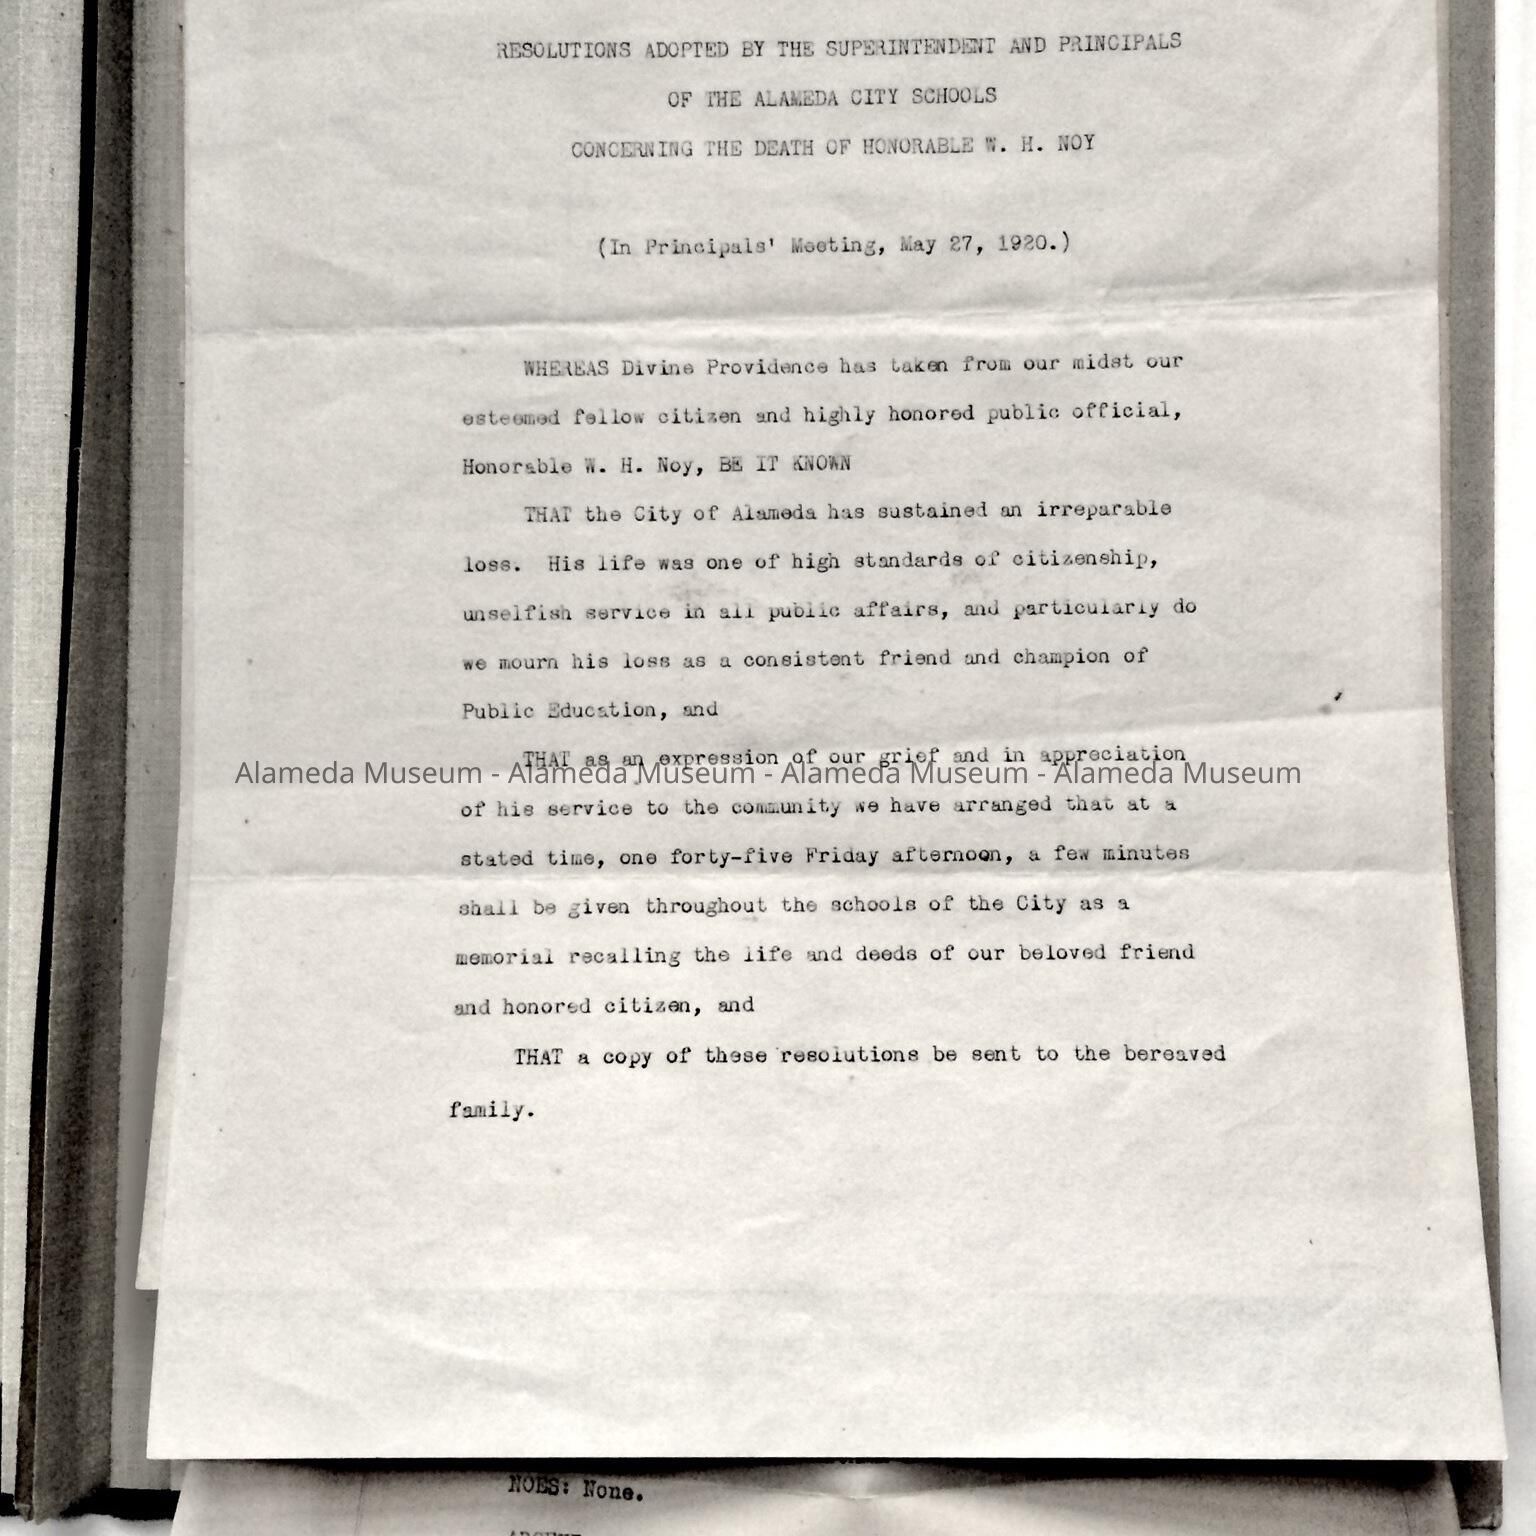 RESOLUTIONS ADOPTED BY THE SUPERINTENDENT AND PRINCIPALS
OF THE ALAMEDA CITY SCHOOLS
CONCERNING THE DEATH OF HONORABLE W. H. NOY
(In Principals' Meeting, May 27, 1920.)
WHEREAS Divine Providence has taken from our midst our
esteemed fellow citizen and highly honored public official,
Honorable W. H. Noy, BE IT KNOWN
THAT the City of Alameda has sustained an irreparable
loss. His life was one of high standards of citizenship,
unselfish service in all public affairs, and particularly do
we mourn his loss as a consistent friend and champion of
Public Education, and
THAT as an expression of our grief and in appreciation
Alameda Museum - Alameda Museum - Alameda Museum - Alameda Museum
of his service to the community we have arranged that at a
stated time, one forty-five Friday afternoon, a few minutes
shall be given throughout the schools of the City as a
memorial recalling the life and deeds of our beloved friend
and honored citizen, and
THAT a copy of these resolutions be sent to the bereaved
family.
NOES: None.